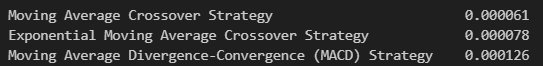 Moving Average Crossover Strategy 0.000061
Exponential Moving Average Crossover Strategy 0.000078
Moving Average Divergence-Convergence (MACD) Strategy 0.000126